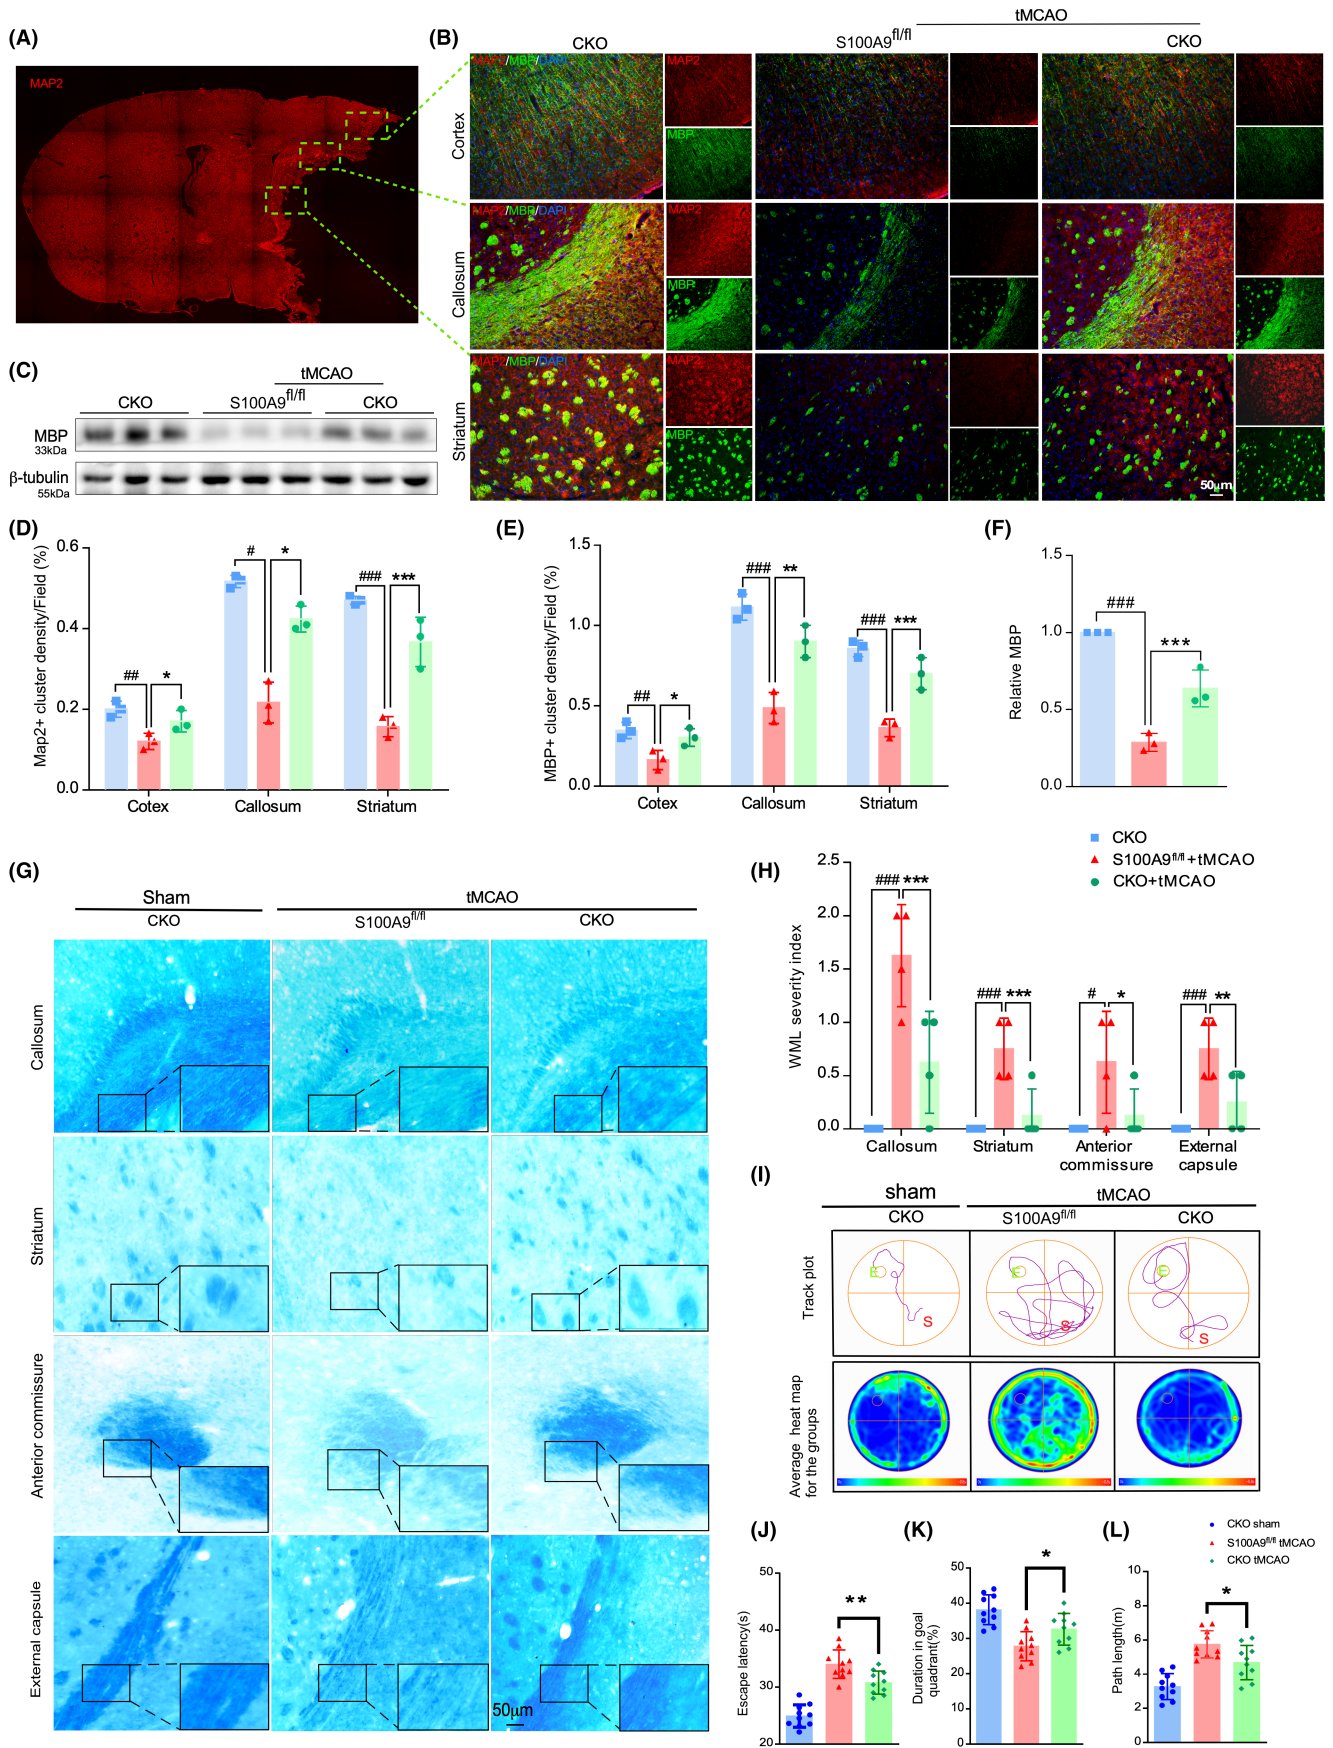 (A)
MAP2
(B)
tMCAO
CKO
S100A9fl/fl
CKO
MAP2/MBP/DAPI
MAP2
MBP
Cortex
MAP2/MBP/DAPI
MAP2
MBP
Callosum
MAP2/MBP/DAPI
MAP2
MBP
Striatum
50μm
(C)
tMCAO
CKO
S100A9fl/fl
CKO
MBP
33kDa
β-tubulin
55kDa
(D)
Map2+ cluster density/Field (%)
0.6
0.4
0.2
0.0
## *
# *
### ***
Cotex
Callosum
Striatum
(E)
MBP+ cluster density/Field (%)
1.5
1.0
0.5
0.0
## *
### **
### ***
Cotex
Callosum
Striatum
(F)
Relative MBP
1.5
1.0
0.5
0.0
###
***
CKO
S100A9fl/fl+tMCAO
CKO+tMCAO
(G)
Sham
tMCAO
CKO
S100A9fl/fl
CKO
Callosum
Striatum
Anterior commissure
External capsule
50μm
(H)
WML severity index
2.5
2.0
1.5
1.0
0.5
0.0
### ***
### ***
# *
### **
Callosum
Striatum
Anterior
commissure
External
capsule
(I)
sham
tMCAO
CKO
S100A9fl/fl
CKO
Track plot
E
S
E
S
E
S
Average heat map
for the groups
(J)
Escape latency(s)
50
40
30
20
**
(K)
Duration in goal
quadrant(%)
50
40
30
20
10
0
*
(L)
Path length(m)
10
8
6
4
2
0
*
CKO sham
S100A9fl/fl tMCAO
CKO tMCAO